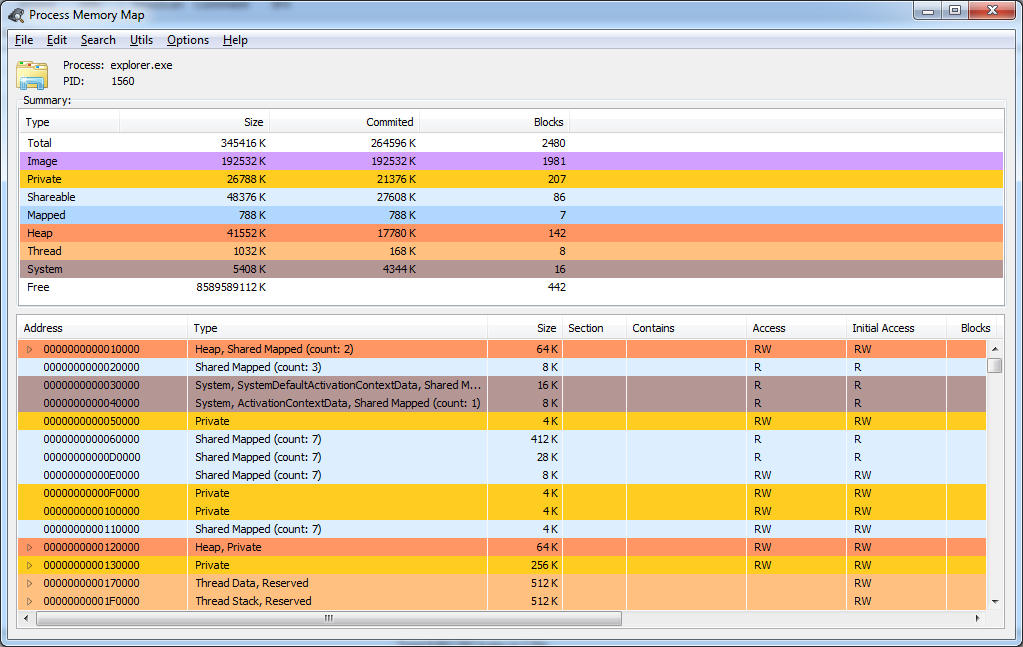 Process Memory Map
File Edit Search Utils Options Help
Process: explorer.exe
PID: 1560
Summary:
Type Size Commited Blocks
Total 345416 K 264596 K 2480
Image 192532 K 192532 K 1981
Private 26788 K 21376 K 207
Shareable 48376 K 27608 K 86
Mapped 788 K 788 K 7
Heap 41552 K 17780 K 142
Thread 1032 K 168 K 8
System 5408 K 4344 K 16
Free 8589589112 K 442
Address Type Size Section Contains Access Initial Access Blocks
0000000000010000 Heap, Shared Mapped (count: 2) 64 K RW RW
0000000000020000 Shared Mapped (count: 3) 8 K R R
0000000000030000 System, SystemDefaultActivationContextData, Shared M... 16 K R R
0000000000040000 System, ActivationContextData, Shared Mapped (count: 1) 8 K R R
0000000000050000 Private 4 K RW RW
0000000000060000 Shared Mapped (count: 7) 412 K R R
00000000000D0000 Shared Mapped (count: 7) 28 K R R
00000000000E0000 Shared Mapped (count: 7) 8 K RW RW
00000000000F0000 Private 4 K RW RW
0000000000100000 Private 4 K RW RW
0000000000110000 Shared Mapped (count: 7) 4 K RW RW
0000000000120000 Heap, Private 64 K RW RW
0000000000130000 Private 256 K RW RW
0000000000170000 Thread Data, Reserved 512 K RW
00000000001F0000 Thread Stack, Reserved 512 K RW